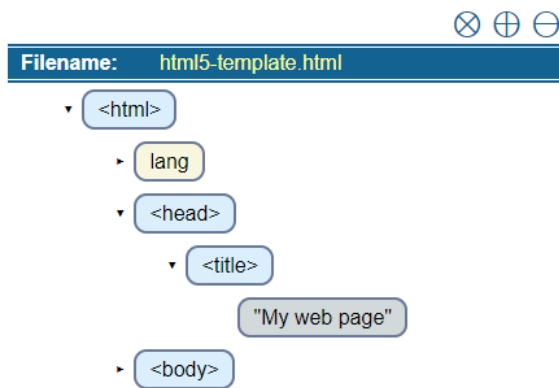 Filename: html5-template.html
<html>
lang
<head>
<title>
"My web page"
<body>